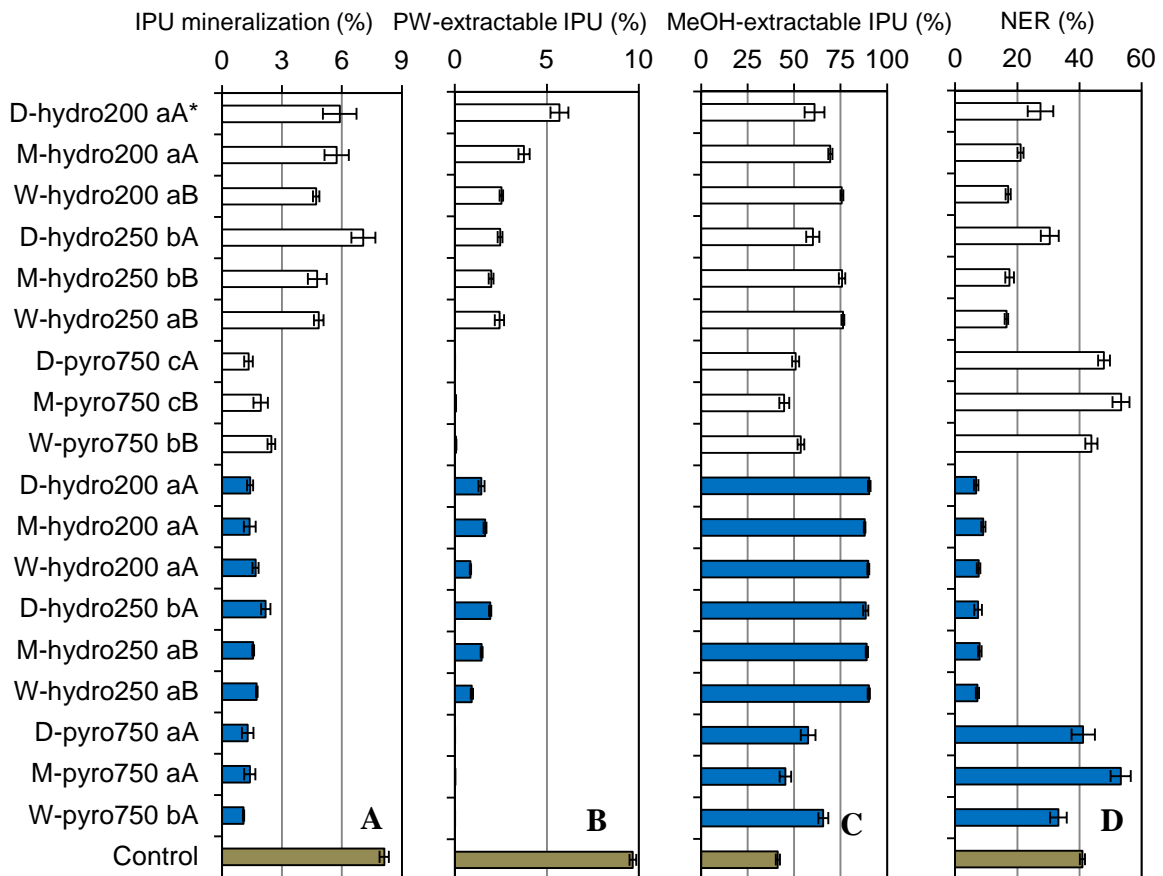 IPU mineralization (%) PW-extractable IPU (%) MeOH-extractable IPU (%) NER (%)
0 3 6 9 0 5 10 0 25 50 75 100 0 20 40 60
D-hydro200 aA*
M-hydro200 aA
W-hydro200 aB
D-hydro250 bA
M-hydro250 bB
W-hydro250 aB
D-pyro750 cA
M-pyro750 cB
W-pyro750 bB
D-hydro200 aA
M-hydro200 aA
W-hydro200 aA
D-hydro250 bA
M-hydro250 aB
W-hydro250 aB
D-pyro750 aA
M-pyro750 aA
W-pyro750 bA
A B C D
Control